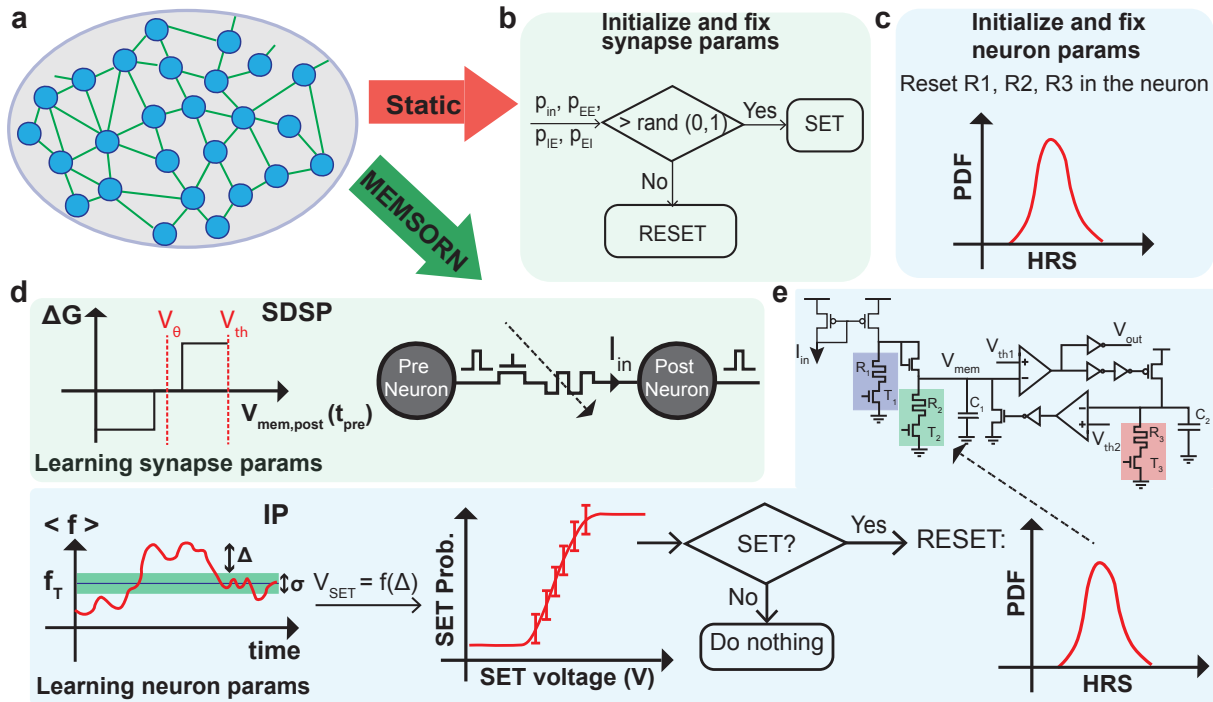 a
Static
MEMSORN
b
Initialize and fix
synapse params
p_in, p_EE,
p_IE, p_EI
> rand (0,1)
Yes
SET
No
RESET
c
Initialize and fix
neuron params
Reset R1, R2, R3 in the neuron
PDF
HRS
d
ΔG
SDSP
V_θ
V_th
V_mem,post (t_pre)
Learning synapse params
Pre
Neuron
I_in
Post
Neuron
e
I_in
R_1
T_1
R_2
T_2
V_mem
C_1
V_th1
+
-
V_out
-
+
V_th2
R_3
T_3
C_2
< f >
IP
f_T
Δ
σ
time
Learning neuron params
V_SET = f(Δ)
SET Prob.
SET voltage (V)
SET?
Yes
No
Do nothing
RESET:
PDF
HRS